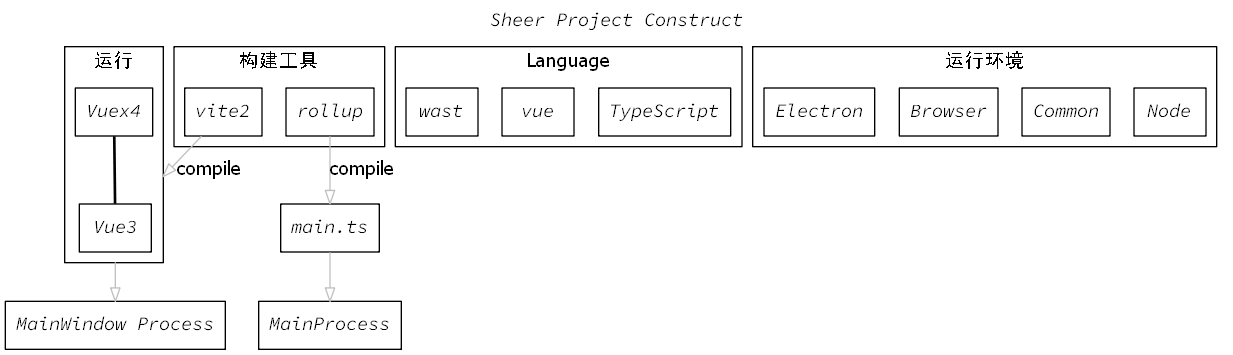 Sheer Project Construct
运行
构建工具
Language
运行环境
Vuex4
vite2
rollup
wast
vue
TypeScript
Electron
Browser
Common
Node
compile
compile
Vue3
main.ts
MainWindow Process
MainProcess